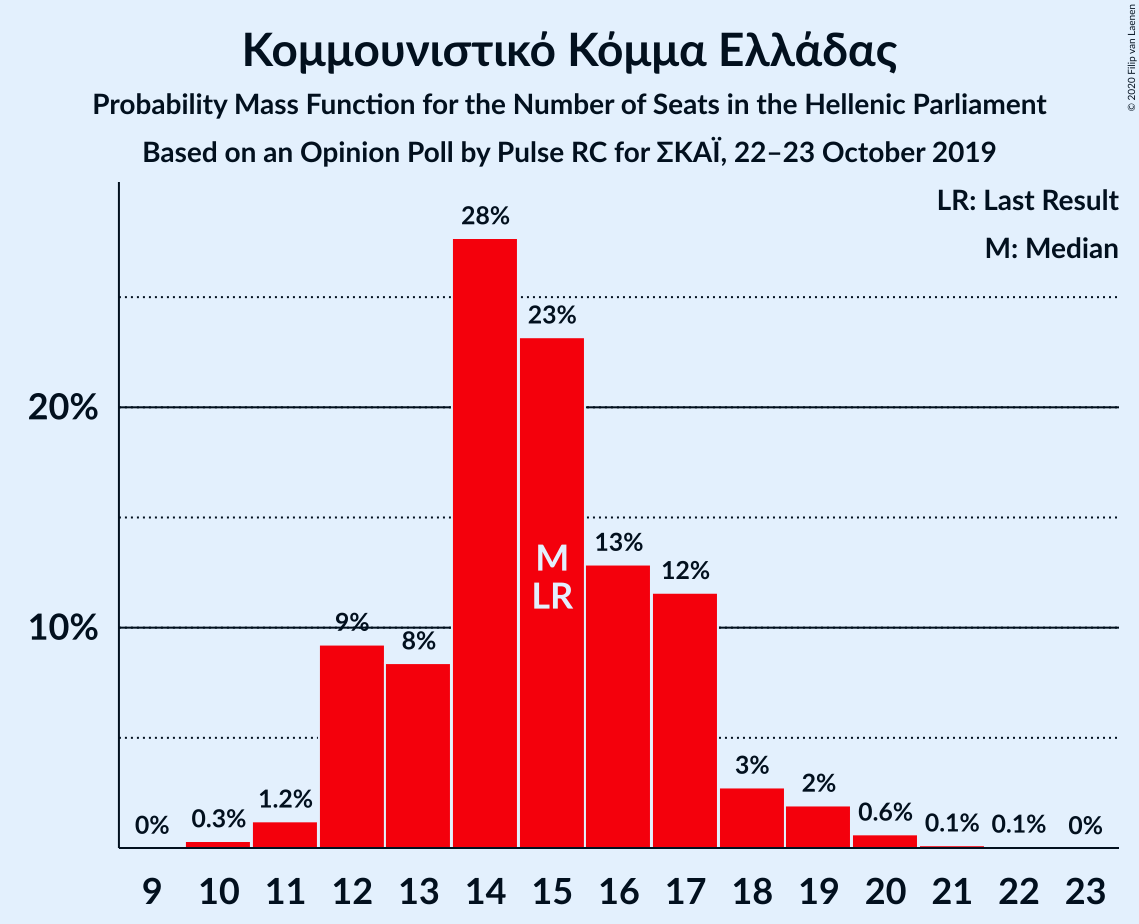 Κομμουνιστικό Κόμμα Ελλάδας
Probability Mass Function for the Number of Seats in the Hellenic Parliament
Based on an Opinion Poll by Pulse RC for ΣΚΑΪ, 22–23 October 2019
© 2020 Filip van Laenen
LR: Last Result
M: Median
28%
23%
20%
13%
12%
M
LR
10%
9%
8%
3%
2%
1.2%
0.6%
0.3%
0.1%
0.1%
0%
0%
9 10 11 12 13 14 15 16 17 18 19 20 21 22 23